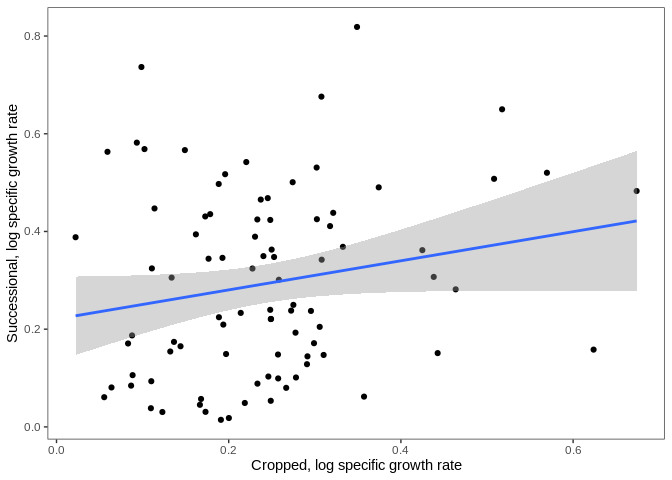 Successional, log specific growth rate
0.8
0.6
0.4
0.2
0.0
0.0 0.2 0.4 0.6
Cropped, log specific growth rate